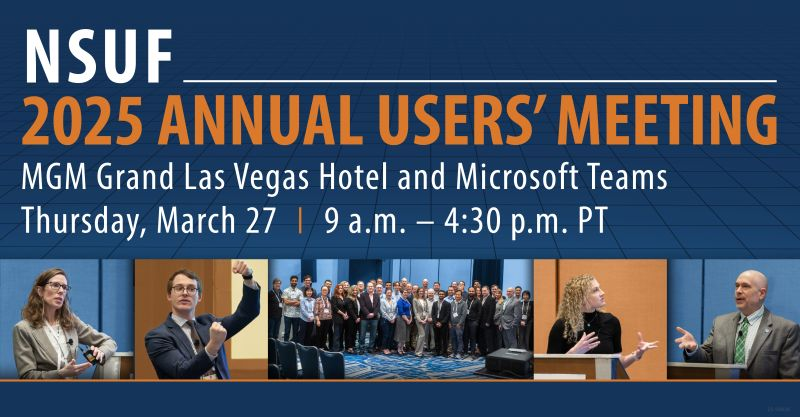 NSUF
2025 ANNUAL USERS’ MEETING
MGM Grand Las Vegas Hotel and Microsoft Teams
Thursday, March 27 | 9 a.m. – 4:30 p.m. PT